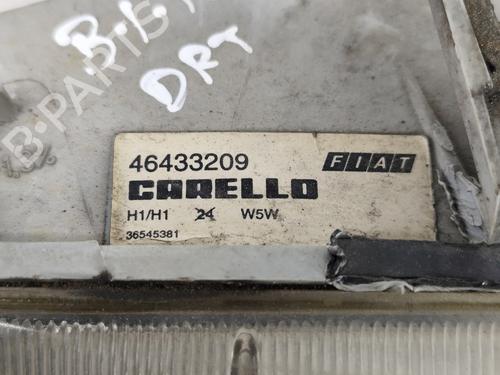 DRT
B-PARTS
46433209 FIAT
CARELLO
H1/H1 24 W5W
36545381